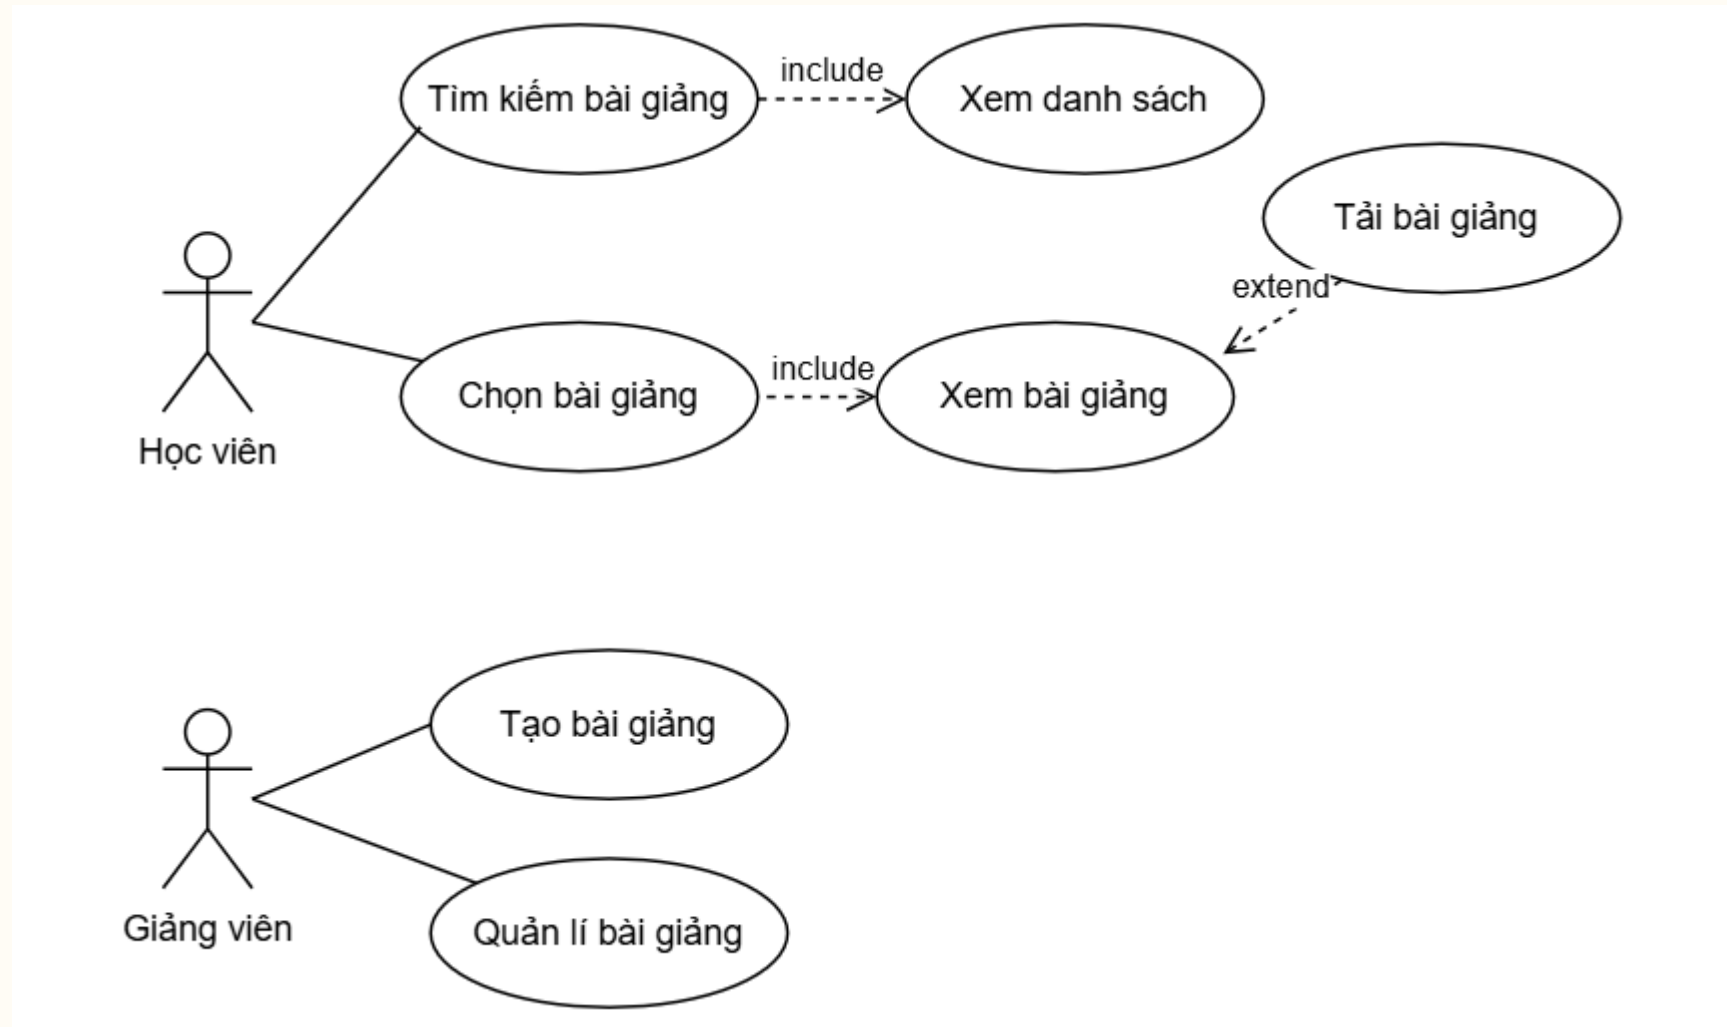 Tìm kiếm bài giảng
include
Xem danh sách
Tải bài giảng
extend
Chọn bài giảng
include
Xem bài giảng
Học viên
Tạo bài giảng
Giảng viên
Quản lí bài giảng